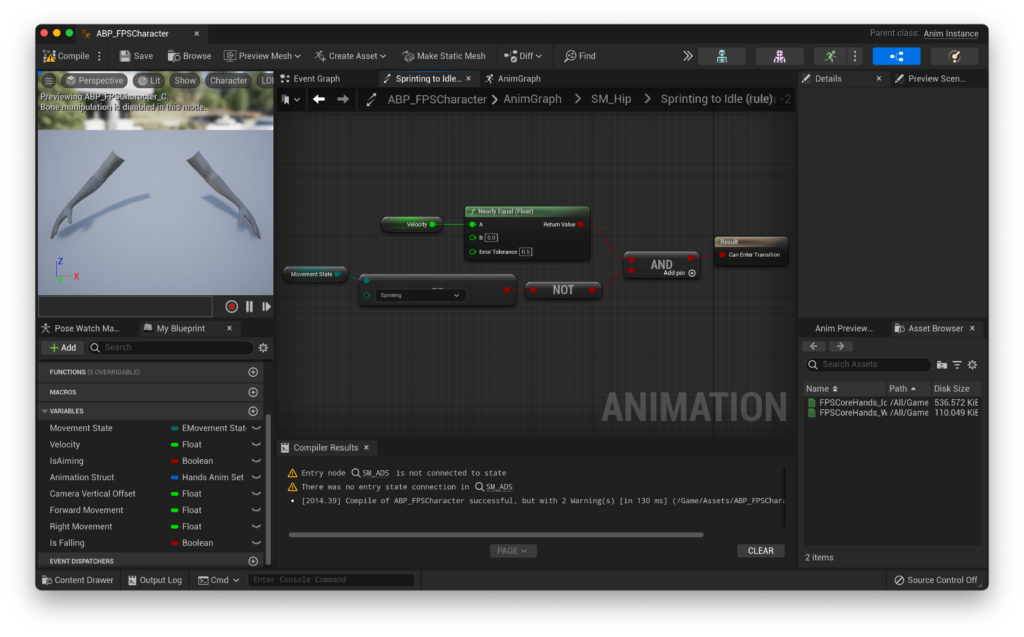 ABP_FPSCharacter
Parent class: Anim Instance
Compile
Save
Browse
Preview Mesh
Create Asset
Make Static Mesh
Diff
Find
Perspective
Lit
Show
Character
Previewing ABP_FPSCharacter_C.
Bone manipulation is disabled in this mode.
Z
X
Y
Event Graph
Sprinting to Idle...
AnimGraph
ABP_FPSCharacter > AnimGraph > SM_Hip > Sprinting to Idle (rule)
-2
Nearly Equal (Float)
Velocity
A
Return Value
B 0.0
Error Tolerance 0.5
Movement State
==
Sprinting
NOT
AND
Add pin
Result
Can Enter Transition
ANIMATION
Details
Preview Scen...
Pose Watch Ma...
My Blueprint
Add
Search
FUNCTIONS (5 OVERRIDABLE)
MACROS
VARIABLES
Movement State EMovement Stat
Velocity Float
IsAiming Boolean
Animation Struct Hands Anim Set
Camera Vertical Offset Float
Forward Movement Float
Right Movement Float
Is Falling Boolean
EVENT DISPATCHERS
Compiler Results
Entry node SM_ADS is not connected to state
There was no entry state connection in SM_ADS
[2014.39] Compile of ABP_FPSCharacter successful, but with 2 Warning(s) [in 130 ms] (/Game/Assets/ABP_FPSChara
PAGE
CLEAR
Anim Preview...
Asset Browser
Search Assets
Name Path Disk Size
FPSCoreHands_Ic /All/Game 536.572 KiB
FPSCoreHands_W /All/Game 110.049 KiB
2 items
Content Drawer
Output Log
Cmd
Enter Console Command
Source Control Off